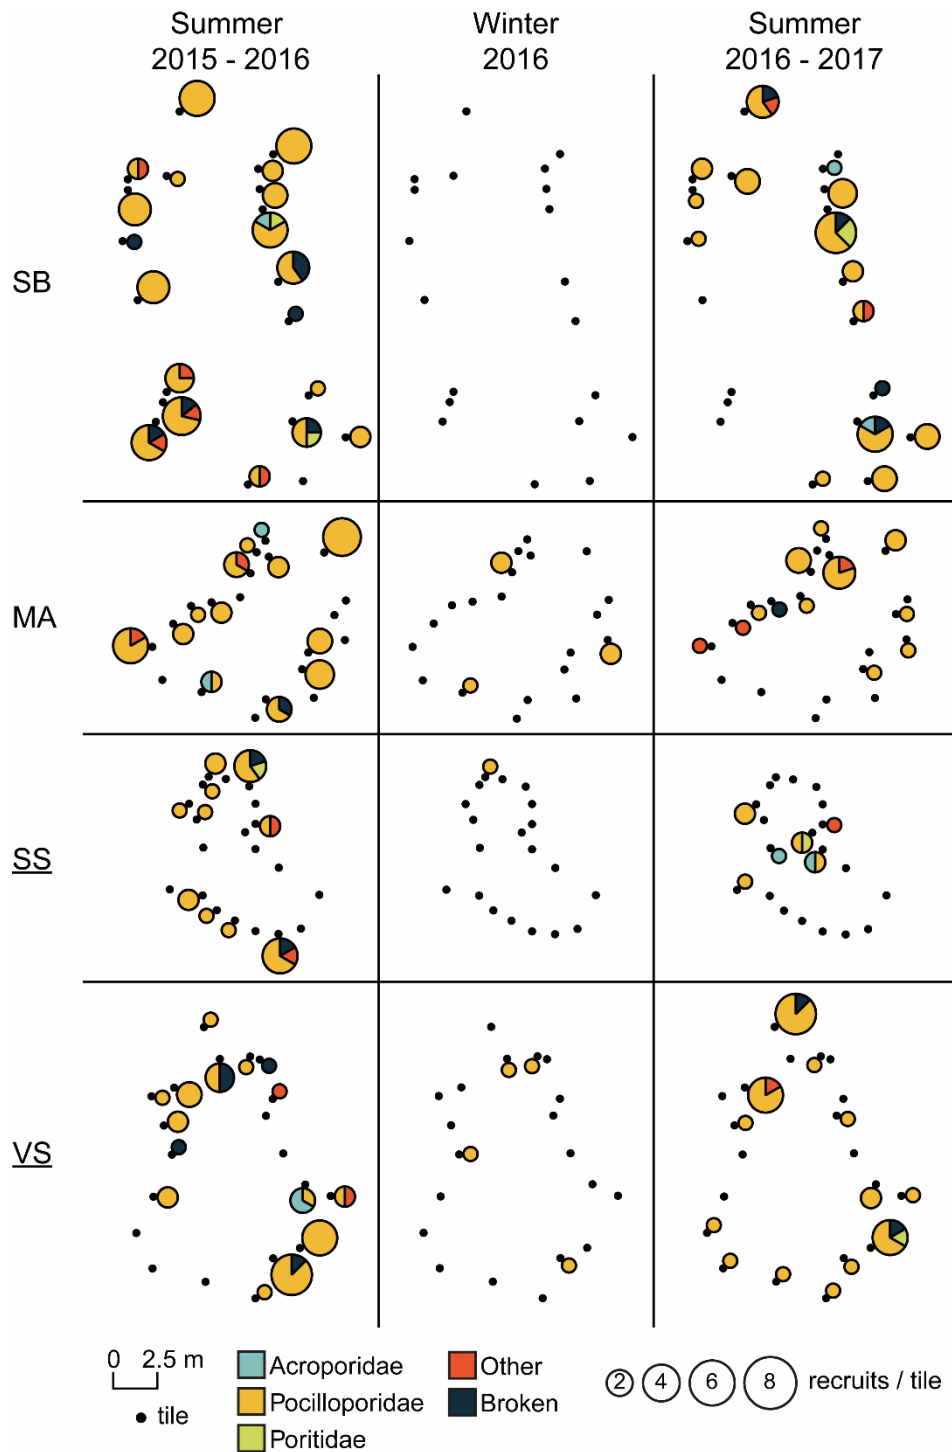 Summer
2015 - 2016
Winter
2016
Summer
2016 - 2017
SB
MA
SS
VS
0 2.5 m
tile
Acroporidae
Pocilloporidae
Poritidae
Other
Broken
2 4 6 8 recruits / tile